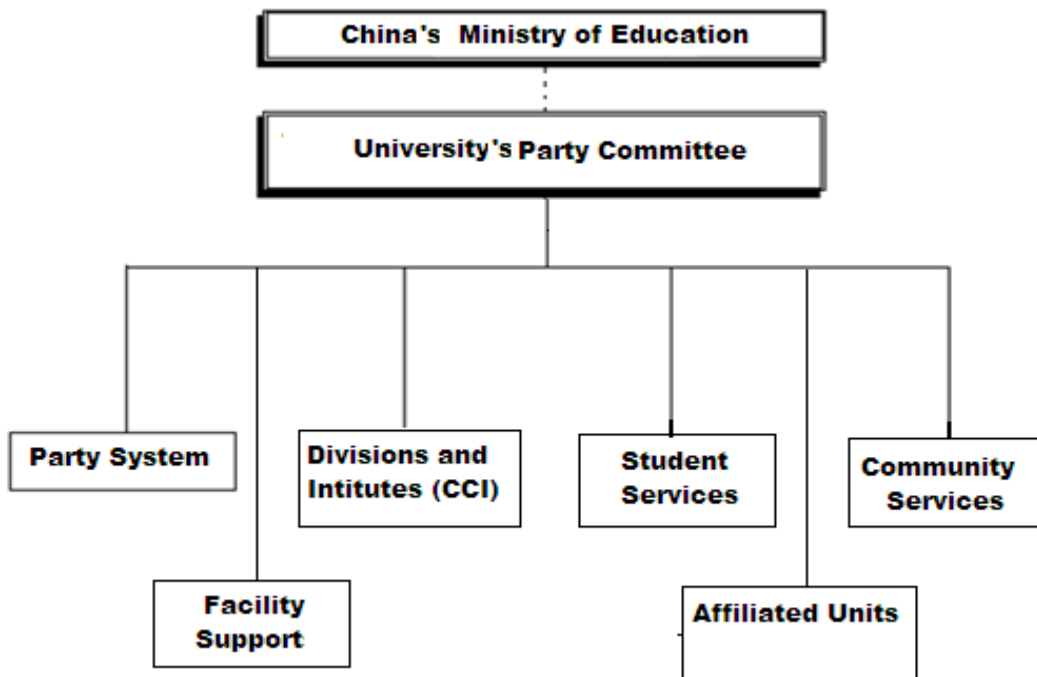 China's Ministry of Education
University's Party Committee
Party System
Divisions and
Intitutes (CCI)
Student
Services
Community
Services
Facility
Support
Affiliated Units